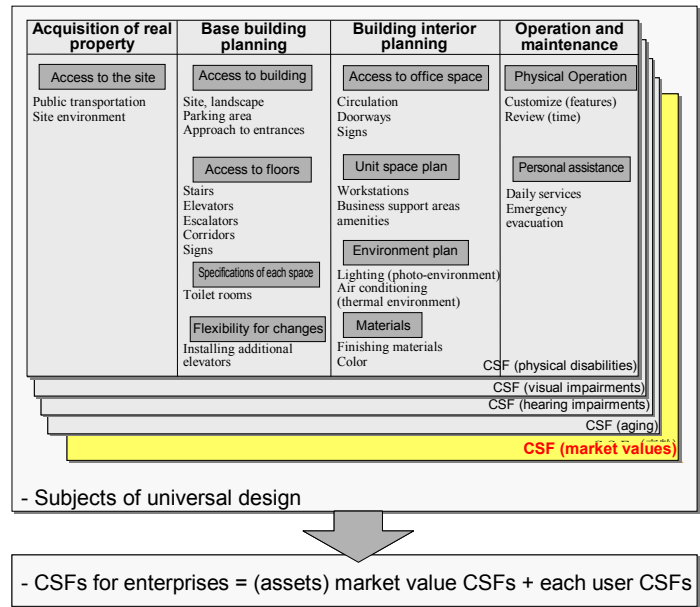 Acquisition of real
property
Access to the site
Public transportation
Site environment
Base building
planning
Access to building
Site, landscape
Parking area
Approach to entrances
Access to floors
Stairs
Elevators
Escalators
Corridors
Signs
Specifications of each space
Toilet rooms
Flexibility for changes
Installing additional
elevators
Building interior
planning
Access to office space
Circulation
Doorways
Signs
Unit space plan
Workstations
Business support areas
amenities
Environment plan
Lighting (photo-environment)
Air conditioning
(thermal environment)
Materials
Finishing materials
Color
Operation and
maintenance
Physical Operation
Customize (features)
Review (time)
Personal assistance
Daily services
Emergency
evacuation
CSF (physical disabilities)
CSF (visual impairments)
CSF (hearing impairments)
CSF (aging)
CSF (market values)
- Subjects of universal design
- CSFs for enterprises = (assets) market value CSFs + each user CSFs